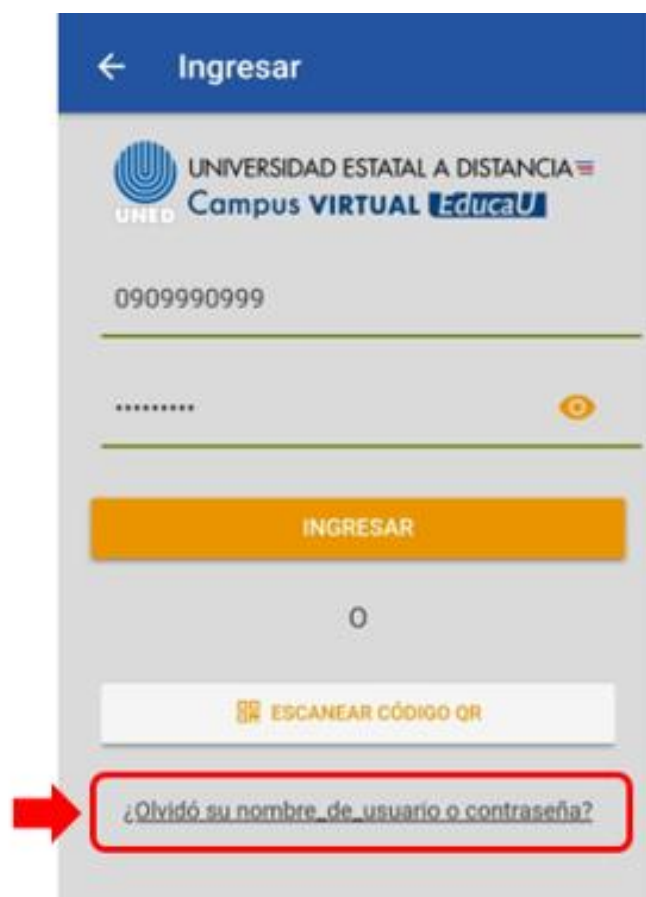 Ingresar
UNIVERSIDAD ESTATAL A DISTANCIA
UNED
Campus VIRTUAL EducaU
0909990999
•••••••••
INGRESAR
O
ESCANEAR CÓDIGO QR
¿Olvidó su nombre_de_usuario o contraseña?